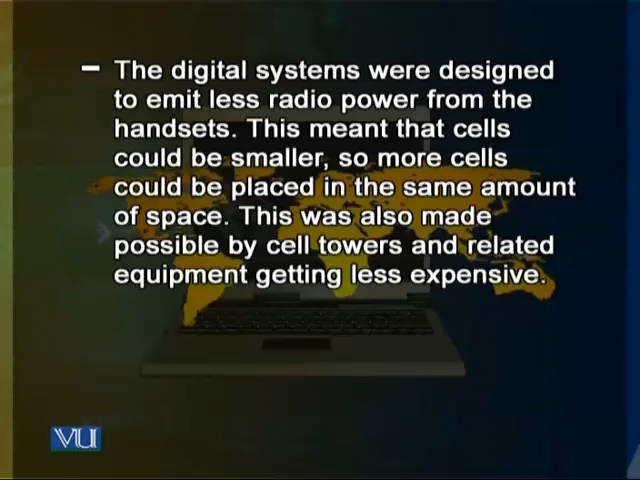 – The digital systems were designed
to emit less radio power from the
handsets. This meant that cells
could be smaller, so more cells
could be placed in the same amount
of space. This was also made
possible by cell towers and related
equipment getting less expensive.
VU